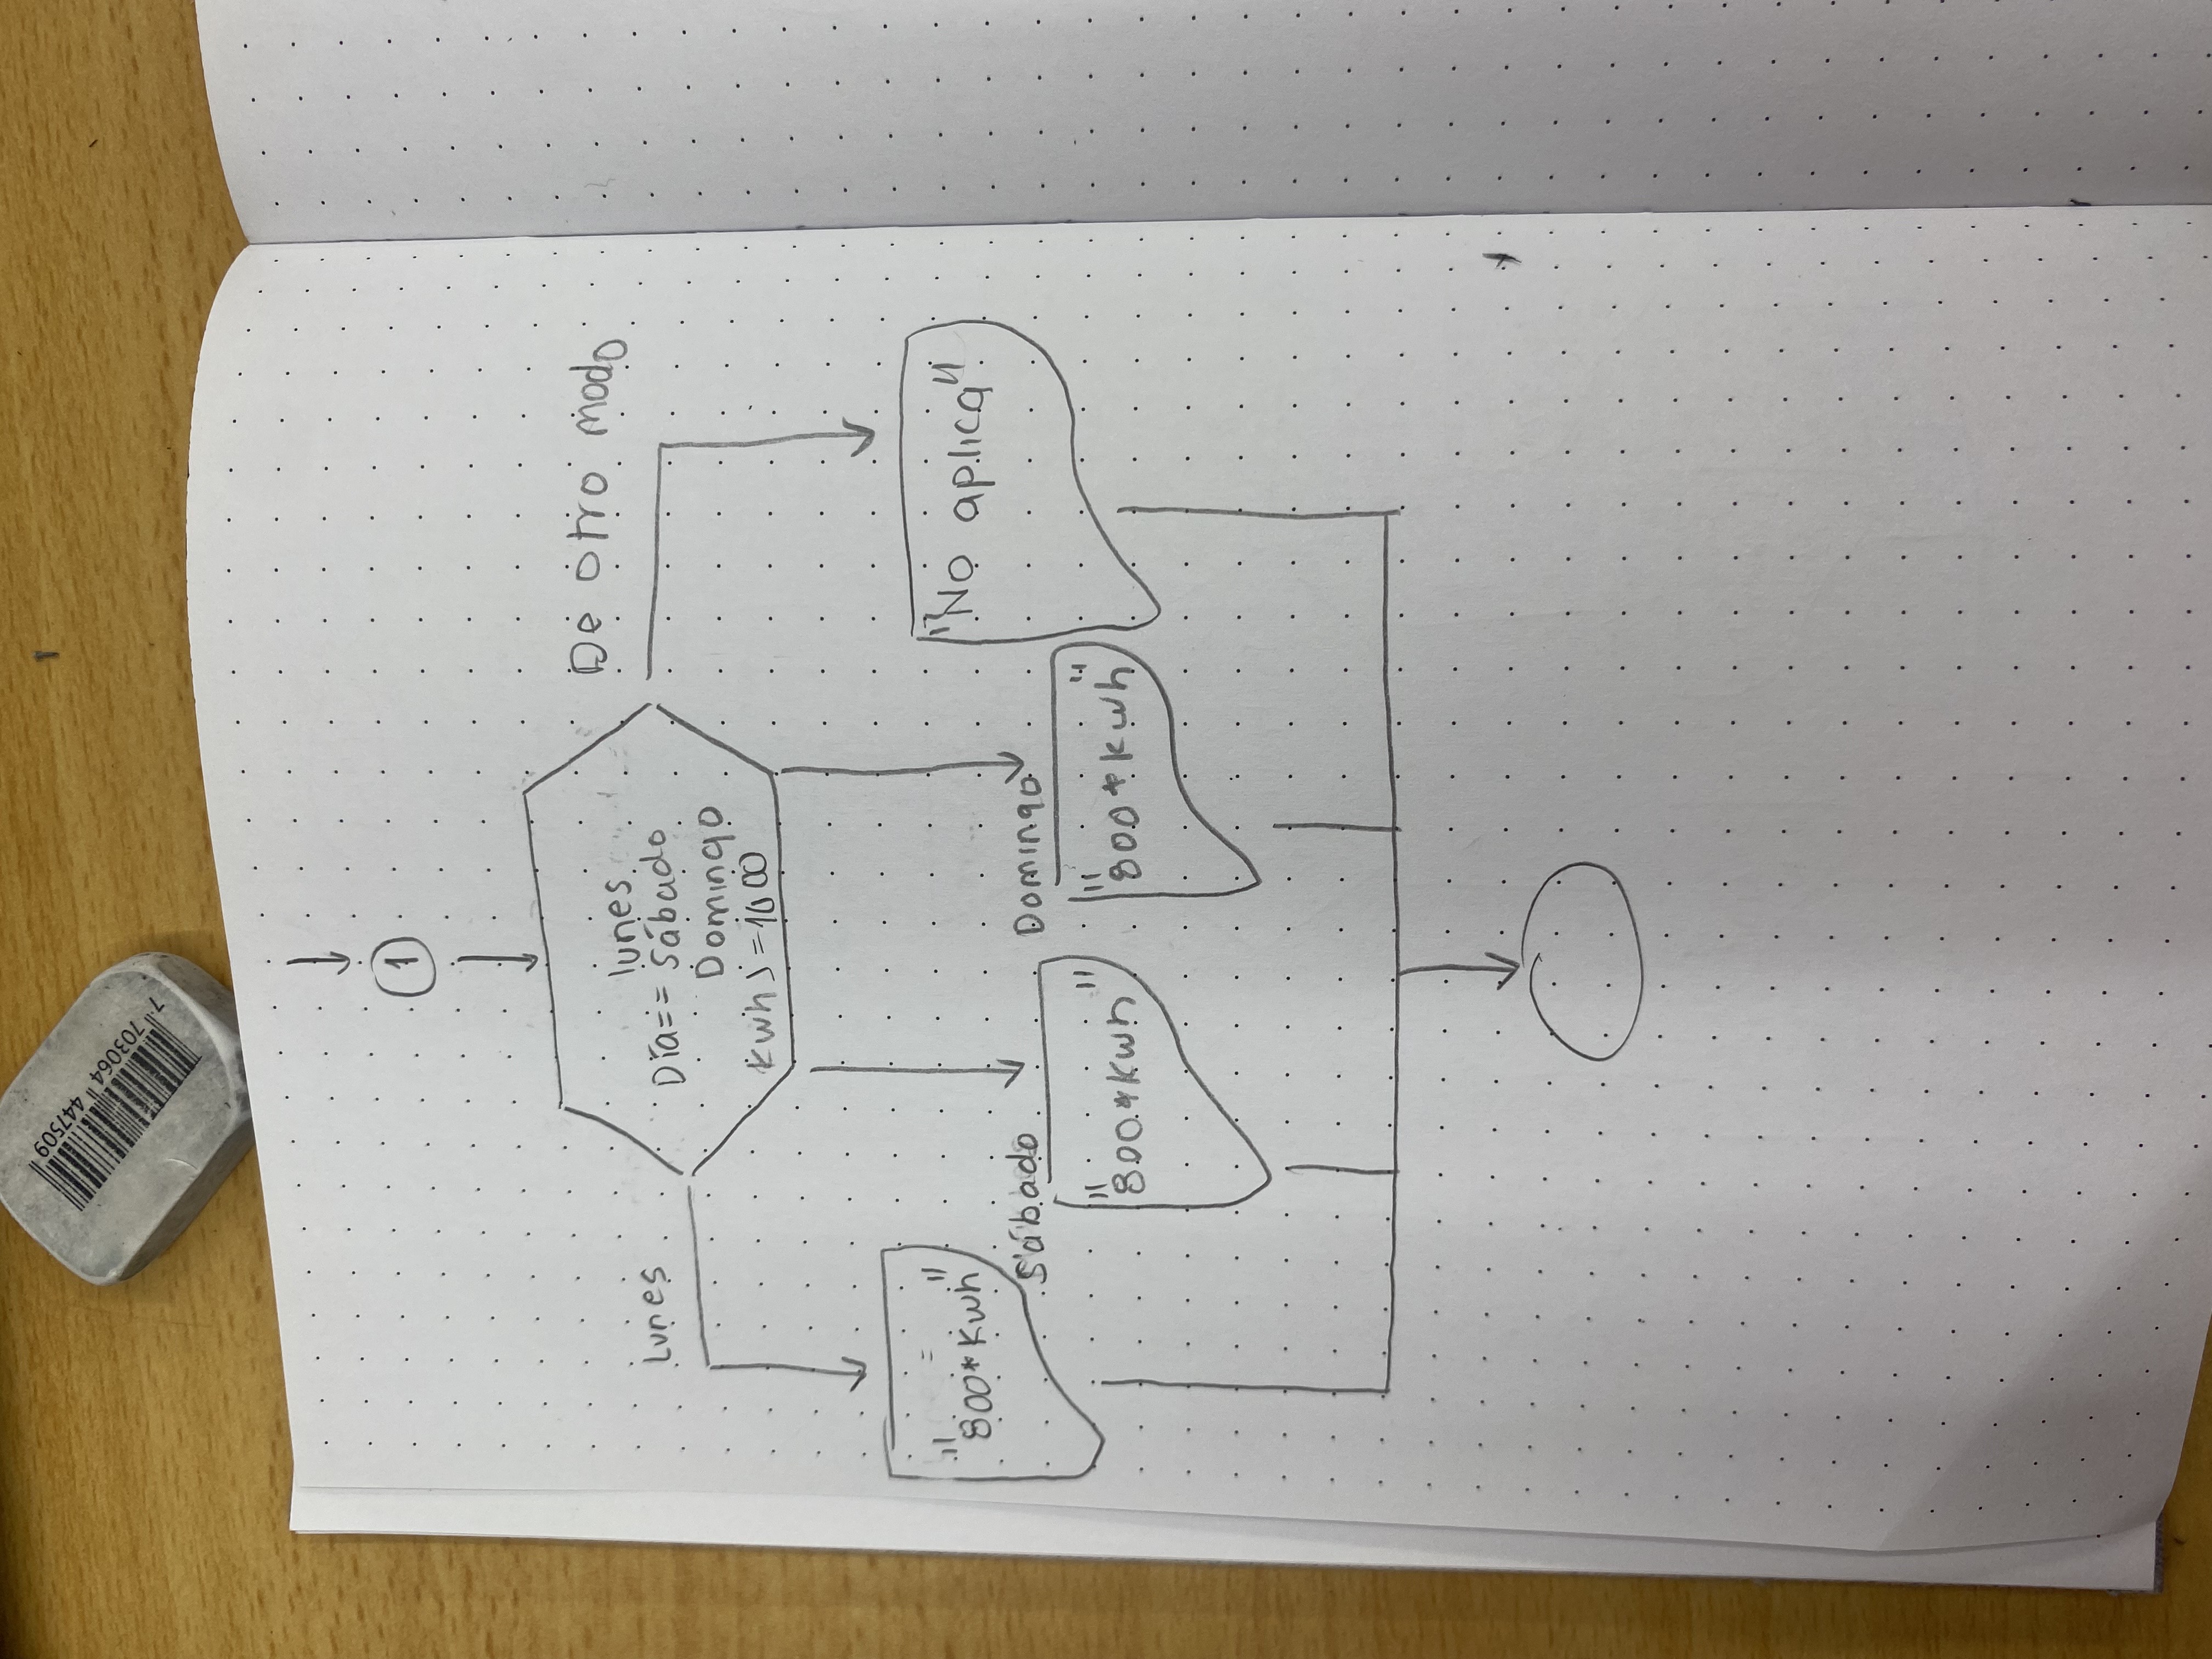 7 703064 447509
1
De otro modo
lunes
Lunes
Día== Sábado
Domingo
Kwh >=1000
"800*Kwh"
"No aplica"
Sábado
Domingo
"800*Kwh"
"800*Kwh"